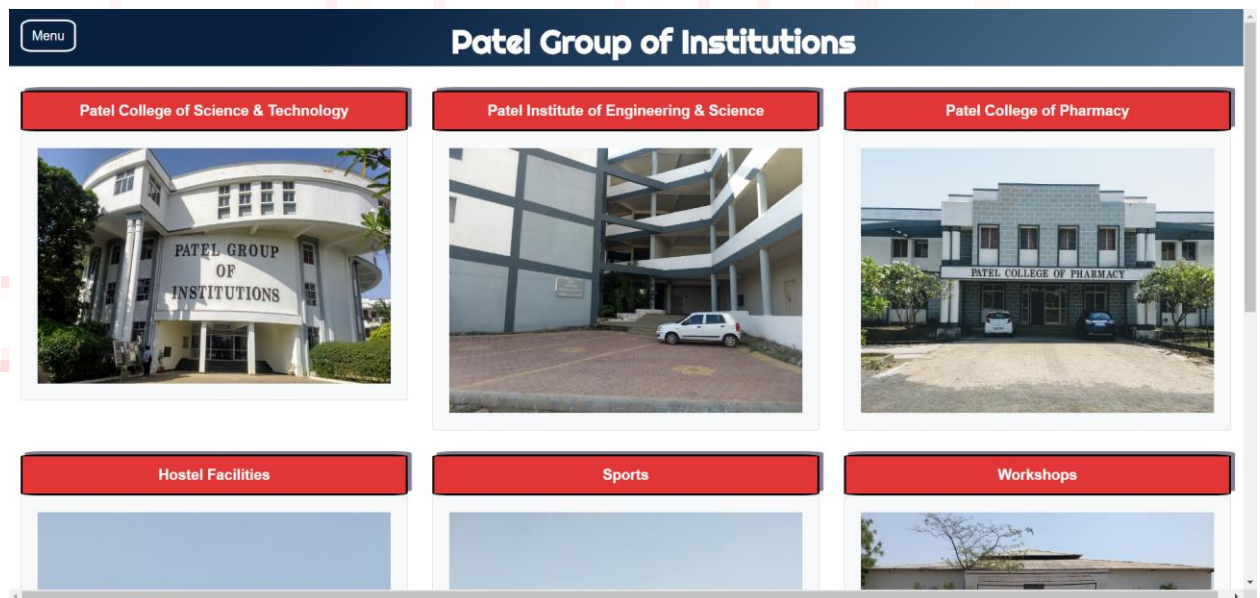 Menu
Patel Group of Institutions
Patel College of Science & Technology
Patel Institute of Engineering & Science
Patel College of Pharmacy
PATEL GROUP
OF
INSTITUTIONS
PATEL COLLEGE OF PHARMACY
Hostel Facilities
Sports
Workshops